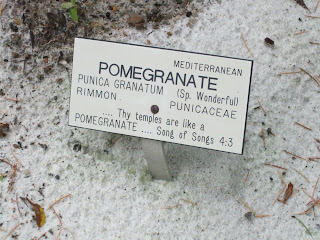 MEDITERRANEAN
POMEGRANATE
PUNICA GRANATUM (Sp. Wonderful)
RIMMON. PUNICACEAE
.... Thy temples are like a
POMEGRANATE .... Song of Songs 4:3